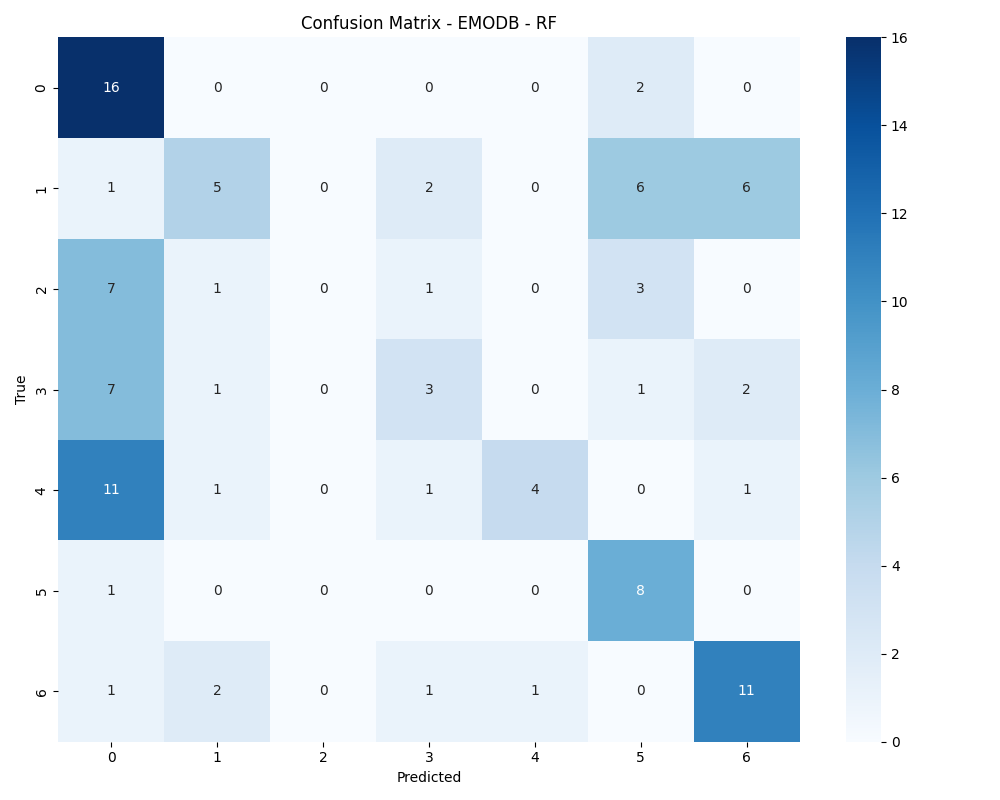 Confusion Matrix - EMODB - RF
0 16 0 0 0 0 2 0
1 1 5 0 2 0 6 6
2 7 1 0 1 0 3 0
3 7 1 0 3 0 1 2
4 11 1 0 1 4 0 1
5 1 0 0 0 0 8 0
6 1 2 0 1 1 0 11
0 1 2 3 4 5 6
Predicted
True
16
14
12
10
8
6
4
2
0